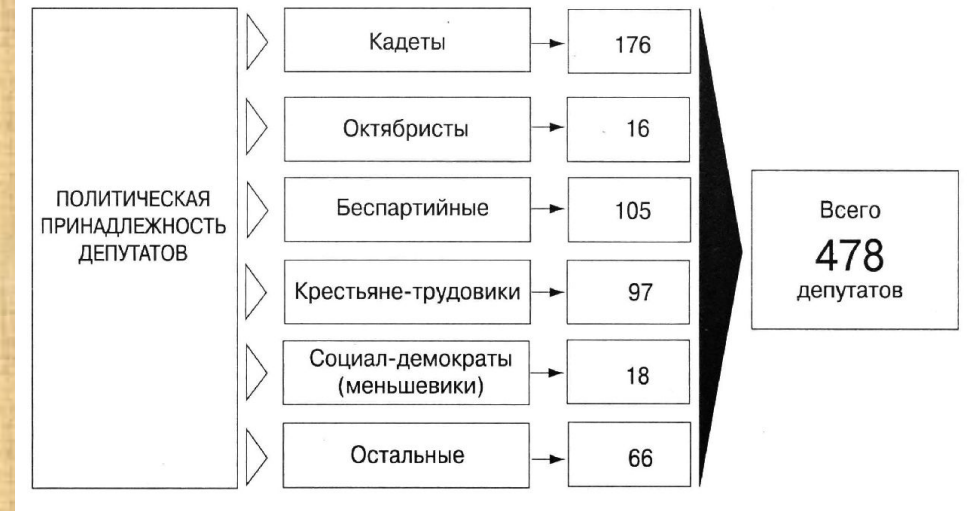 ПОЛИТИЧЕСКАЯ
ПРИНАДЛЕЖНОСТЬ
ДЕПУТАТОВ
Кадеты
176
Октябристы
16
Беспартийные
105
Крестьяне-трудовики
97
Социал-демократы
(меньшевики)
18
Остальные
66
Всего
478
депутатов